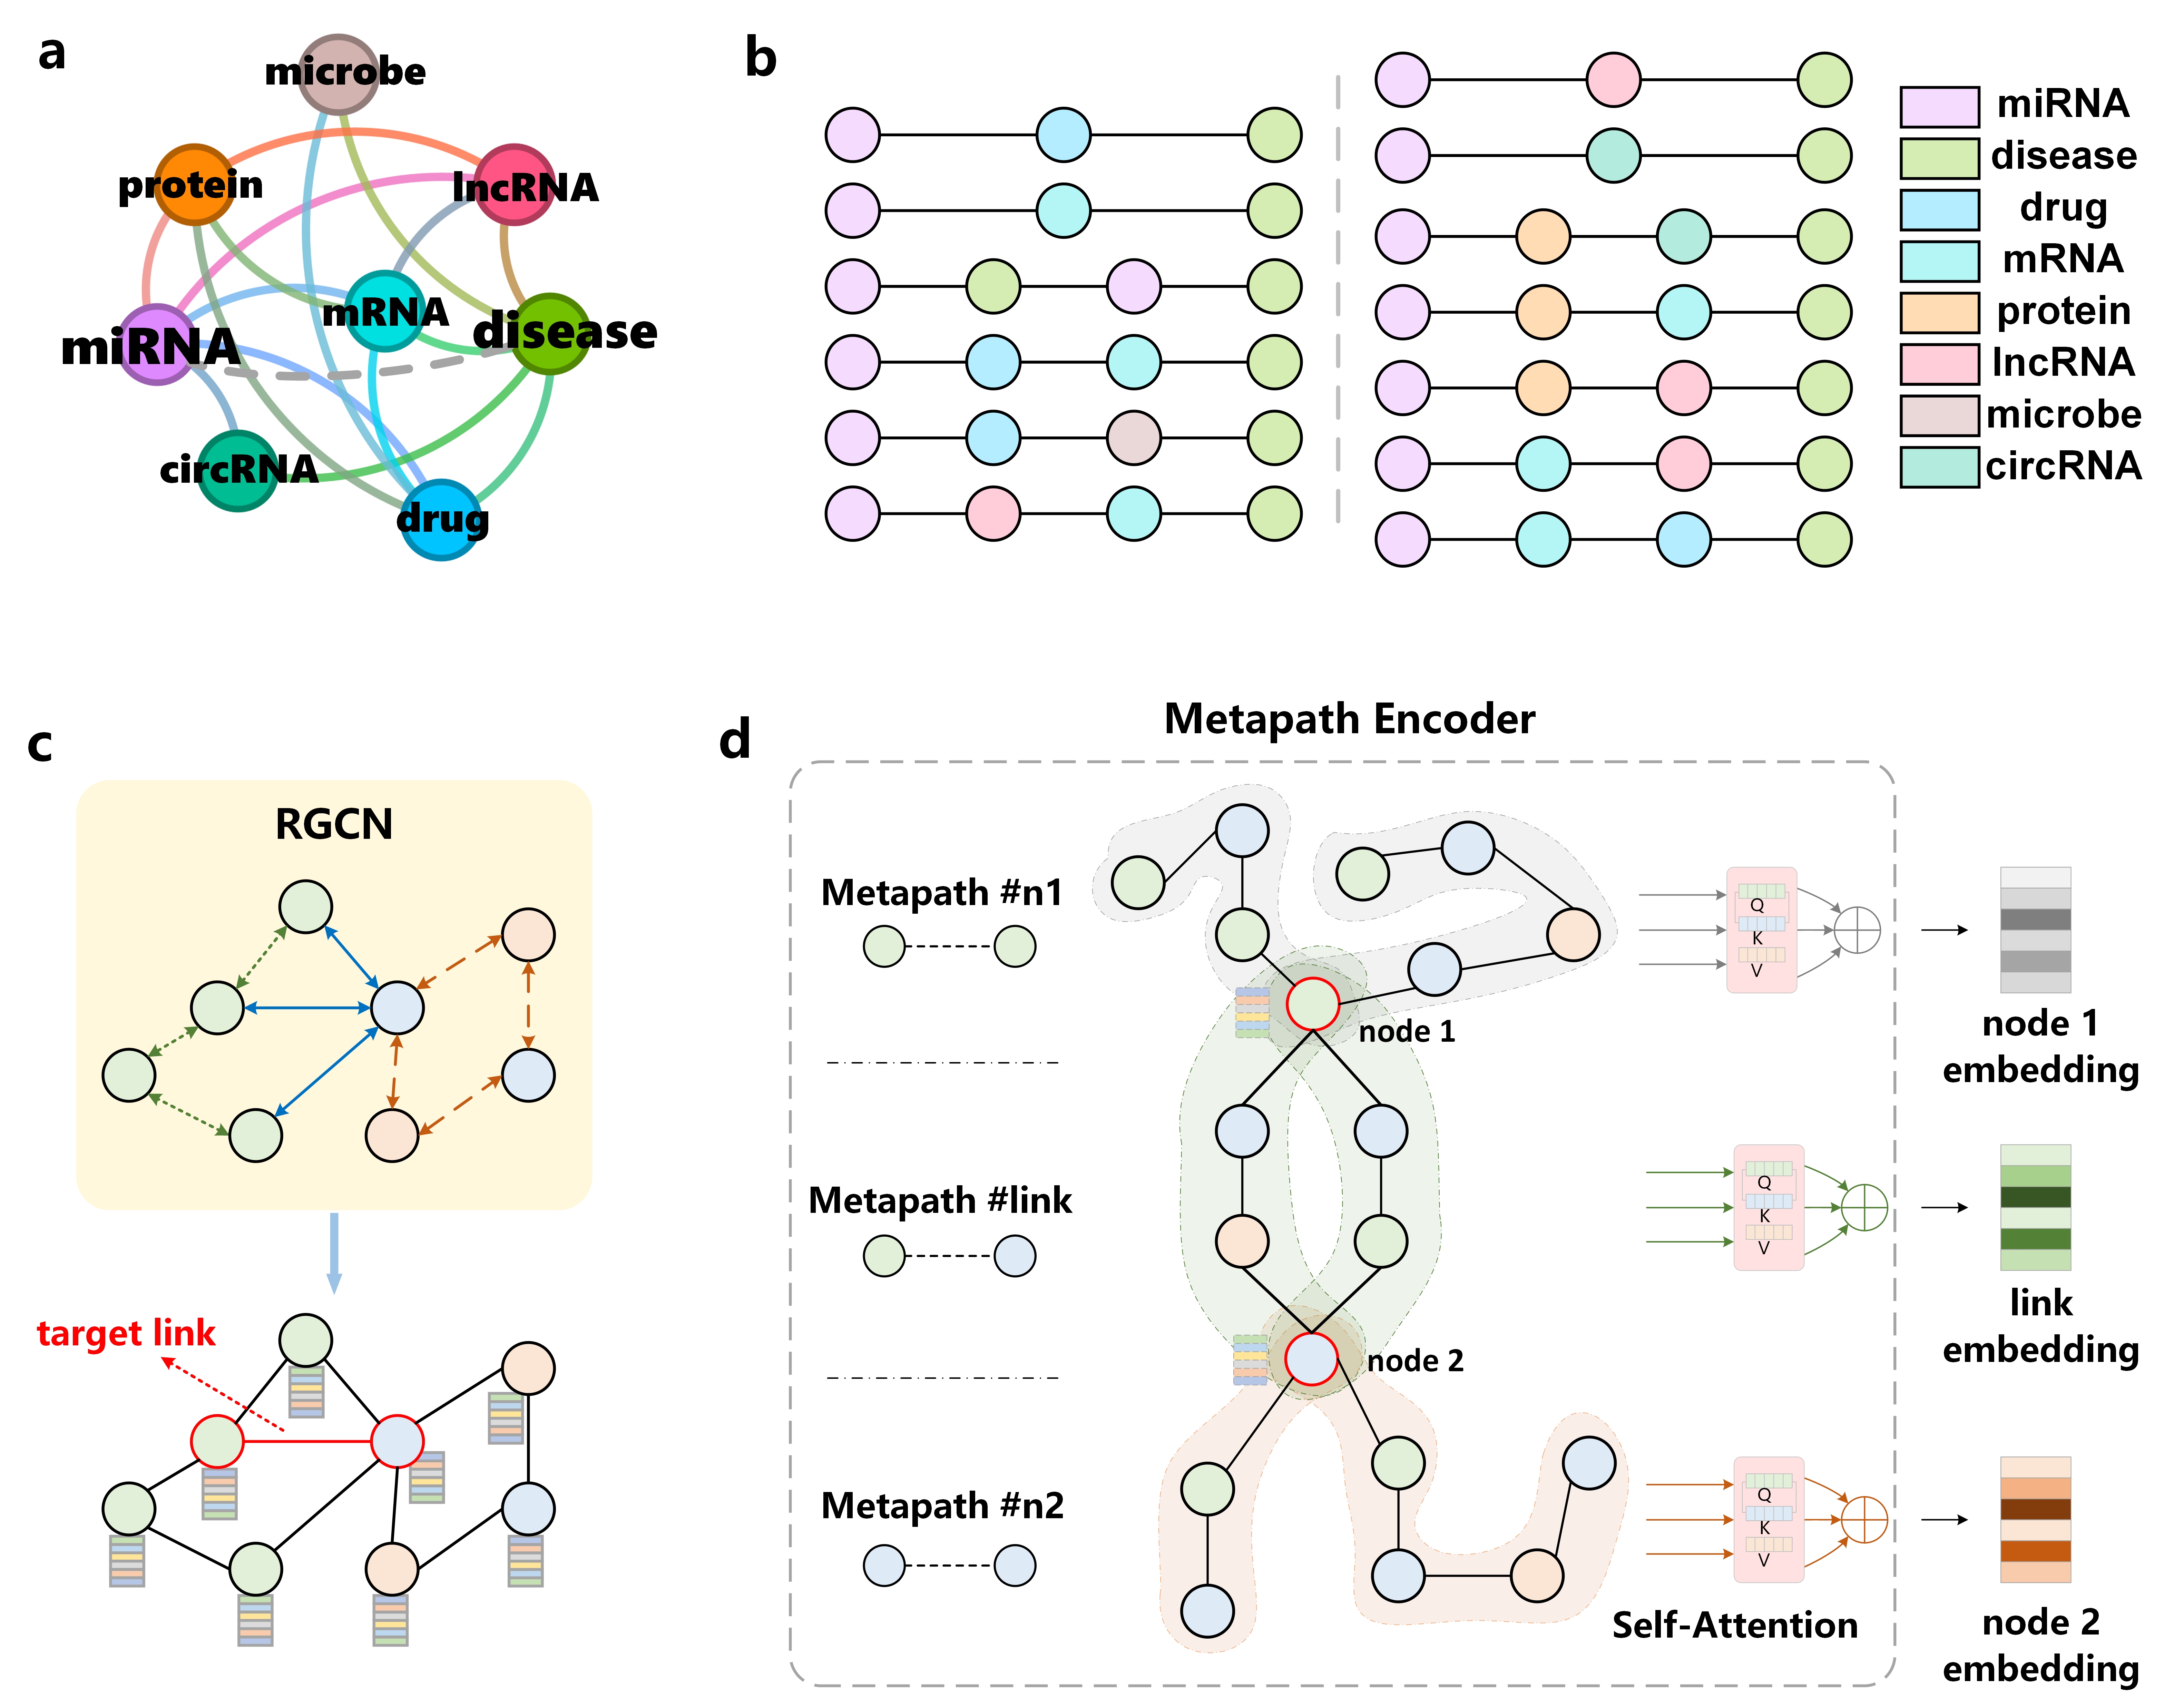 a
microbe
protein
lncRNA
mRNA
disease
miRNA
circRNA
drug
b
miRNA
disease
drug
mRNA
protein
lncRNA
microbe
circRNA
c
RGCN
target link
d
Metapath Encoder
Metapath #n1
node 1
Metapath #link
node 2
Metapath #n2
Q
K
V
Q
K
V
Q
K
V
Self-Attention
node 1
embedding
link
embedding
node 2
embedding